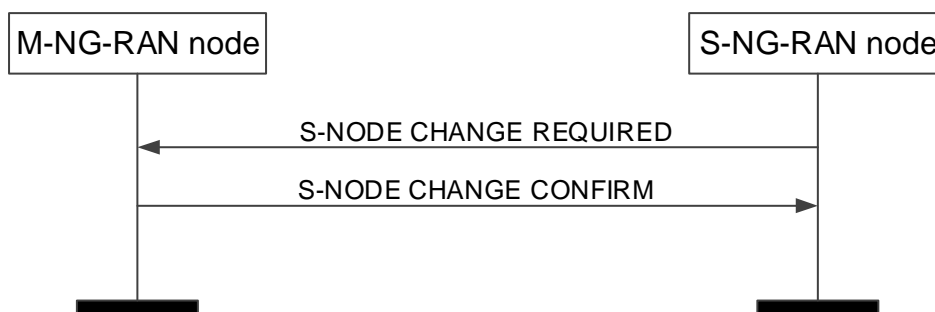 M-NG-RAN node
S-NG-RAN node
S-NODE CHANGE REQUIRED
S-NODE CHANGE CONFIRM